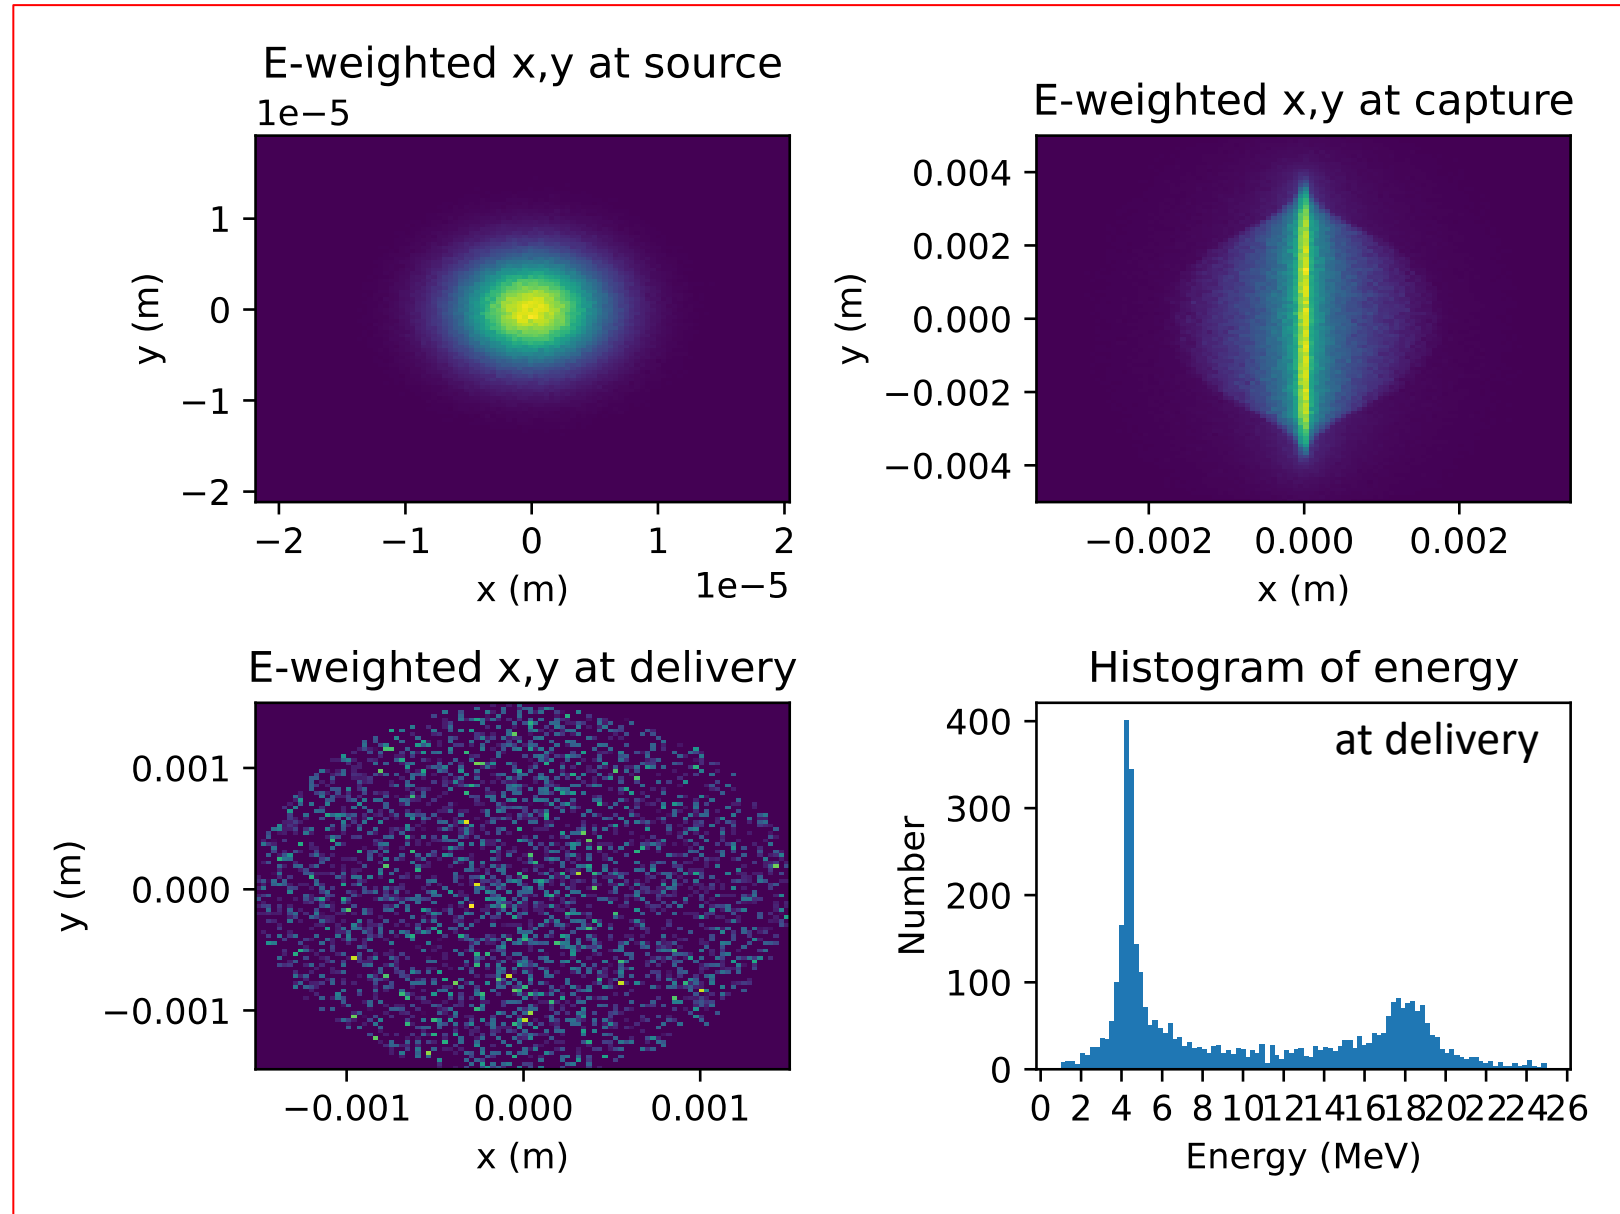 E-weighted x,y at source
1e−5
y (m)
1
0
−1
−2
−2 −1 0 1 2
x (m) 1e−5
E-weighted x,y at capture
y (m)
0.004
0.002
0.000
−0.002
−0.004
−0.002 0.000 0.002
x (m)
E-weighted x,y at delivery
y (m)
0.001
0.000
−0.001
−0.001 0.000 0.001
x (m)
Histogram of energy
at delivery
Number
400
300
200
100
0
0 2 4 6 8 10 12 14 16 18 20 22 24 26
Energy (MeV)